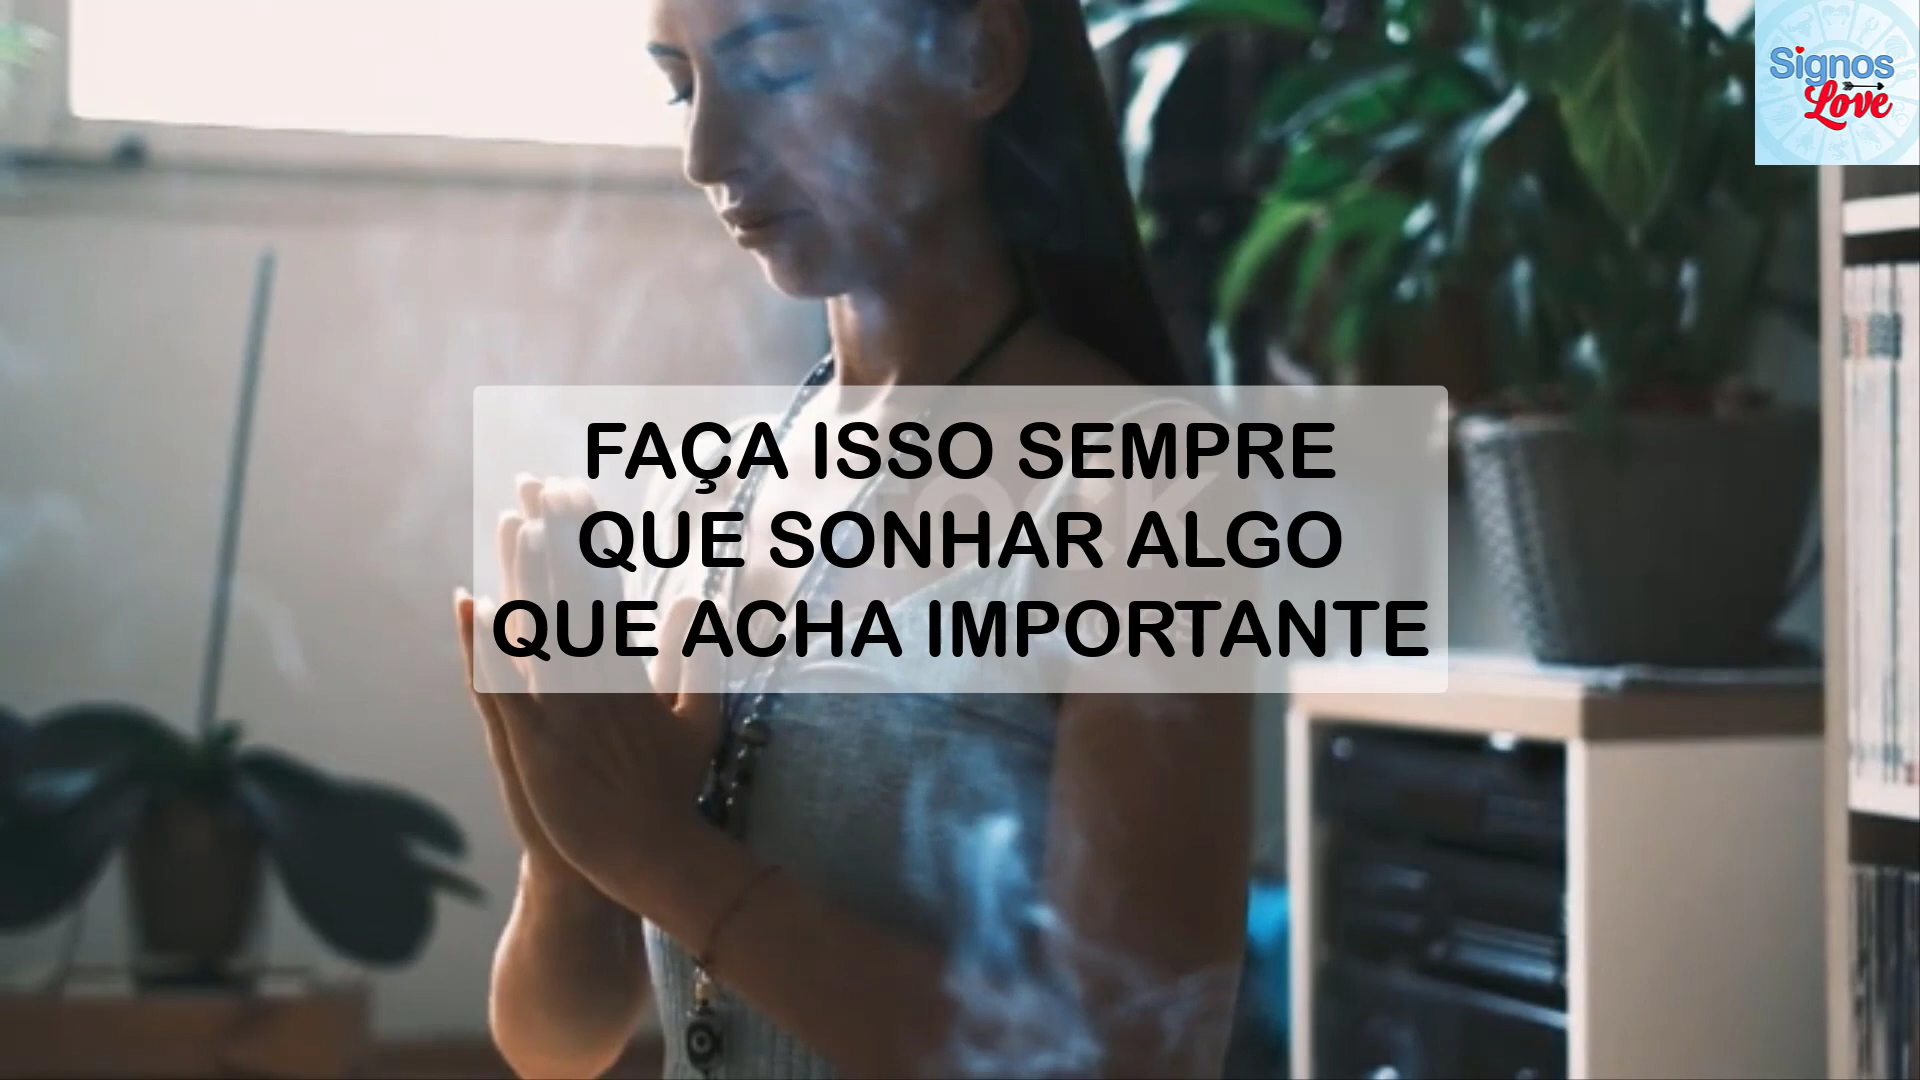 Signos
Love
FAÇA ISSO SEMPRE
QUE SONHAR ALGO
QUE ACHA IMPORTANTE